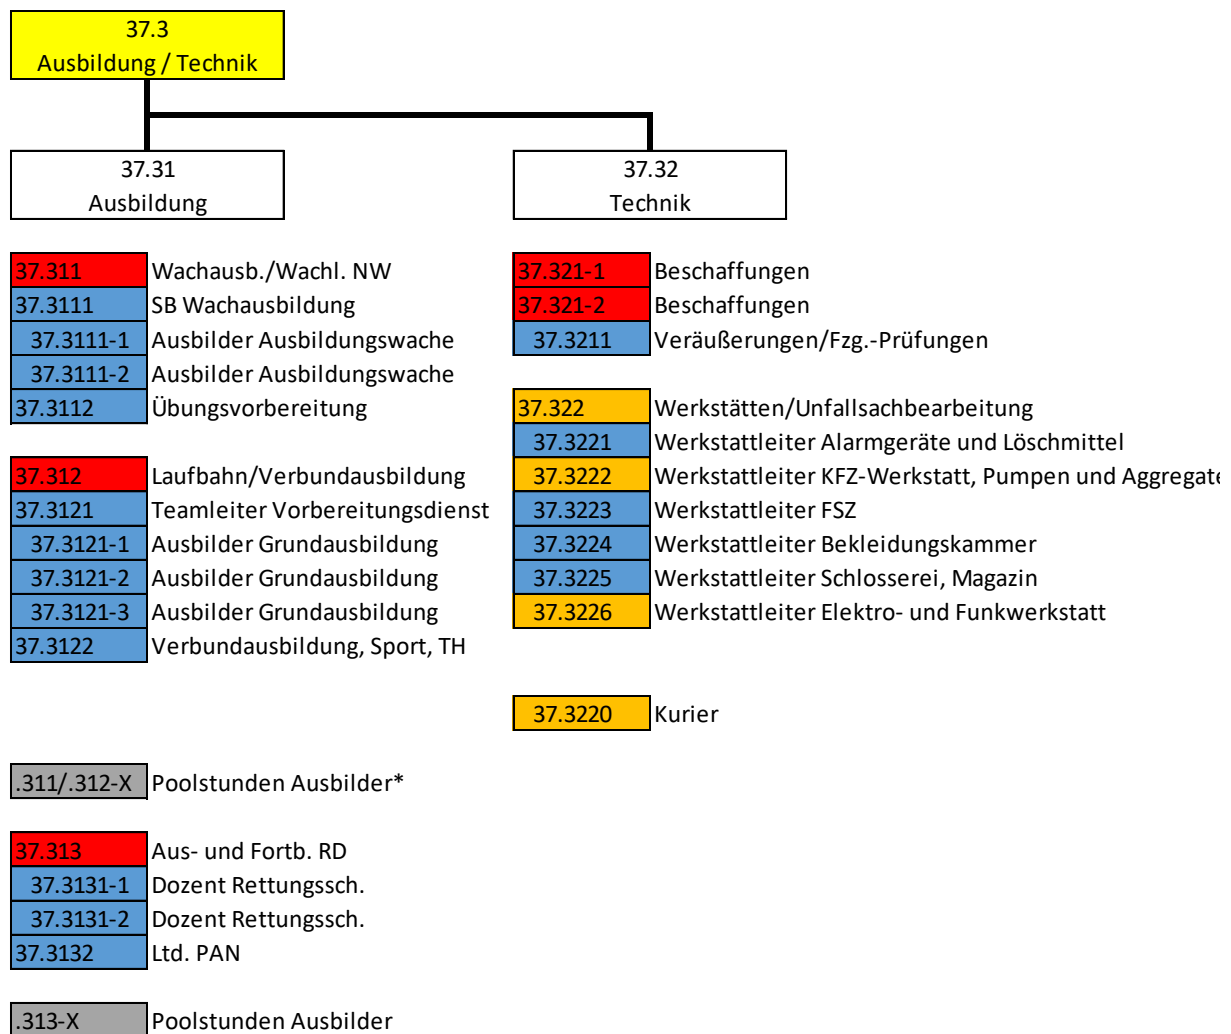 37.3
Ausbildung / Technik
37.31
Ausbildung
37.311 Wachausb./Wachl. NW
37.3111 SB Wachausbildung
37.3111-1 Ausbilder Ausbildungswache
37.3111-2 Ausbilder Ausbildungswache
37.3112 Übungsvorbereitung
37.312 Laufbahn/Verbundausbildung
37.3121 Teamleiter Vorbereitungsdienst
37.3121-1 Ausbilder Grundausbildung
37.3121-2 Ausbilder Grundausbildung
37.3121-3 Ausbilder Grundausbildung
37.3122 Verbundausbildung, Sport, TH
.311/.312-X Poolstunden Ausbilder*
37.313 Aus- und Fortb. RD
37.3131-1 Dozent Rettungssch.
37.3131-2 Dozent Rettungssch.
37.3132 Ltd. PAN
.313-X Poolstunden Ausbilder
37.32
Technik
37.321-1 Beschaffungen
37.321-2 Beschaffungen
37.3211 Veräußerungen/Fzg.-Prüfungen
37.322 Werkstätten/Unfallsachbearbeitung
37.3221 Werkstattleiter Alarmgeräte und Löschmittel
37.3222 Werkstattleiter KFZ-Werkstatt, Pumpen und Aggregate
37.3223 Werkstattleiter FSZ
37.3224 Werkstattleiter Bekleidungskammer
37.3225 Werkstattleiter Schlosserei, Magazin
37.3226 Werkstattleiter Elektro- und Funkwerkstatt
37.3220 Kurier